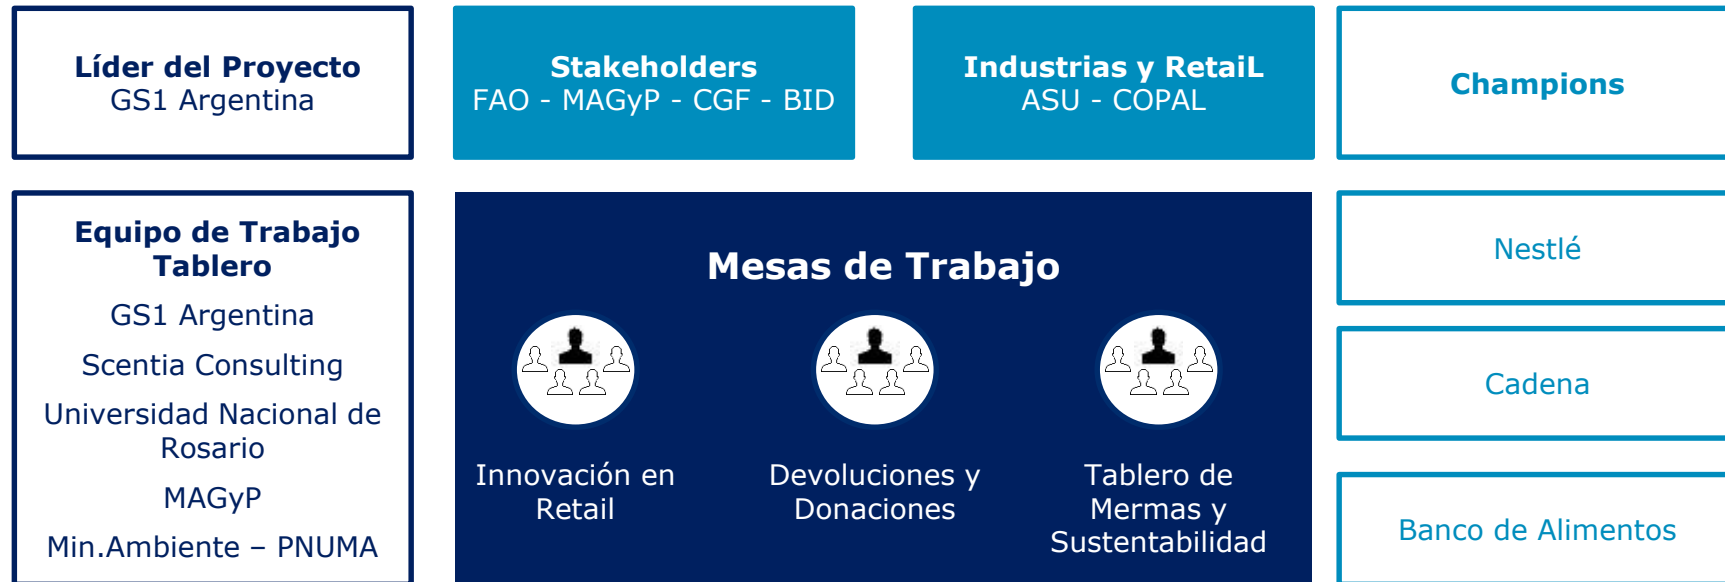 Líder del Proyecto
GS1 Argentina
Stakeholders
FAO - MAGyP - CGF - BID
Industrias y RetaiL
ASU - COPAL
Champions
Equipo de Trabajo
Tablero
GS1 Argentina
Scentia Consulting
Universidad Nacional de
Rosario
MAGyP
Min.Ambiente – PNUMA
Mesas de Trabajo
Innovación en
Retail
Devoluciones y
Donaciones
Tablero de
Mermas y
Sustentabilidad
Nestlé
Cadena
Banco de Alimentos